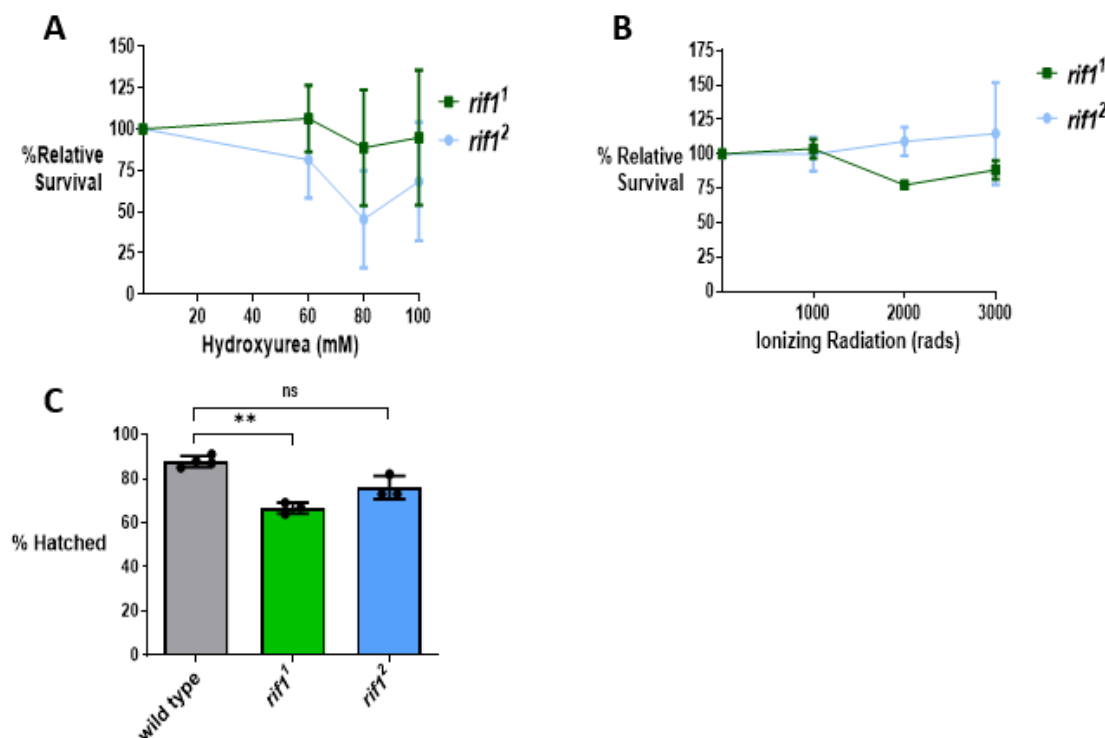 A
150
125
100
75
50
25
0
%Relative
Survival
20 40 60 80 100
Hydroxyurea (mM)
rif1¹
rif1²
B
175
150
125
100
75
50
25
0
% Relative
Survival
1000 2000 3000
Ionizing Radiation (rads)
rif1¹
rif1²
C
ns
**
100
80
60
40
20
0
% Hatched
wild type
rif1¹
rif1²